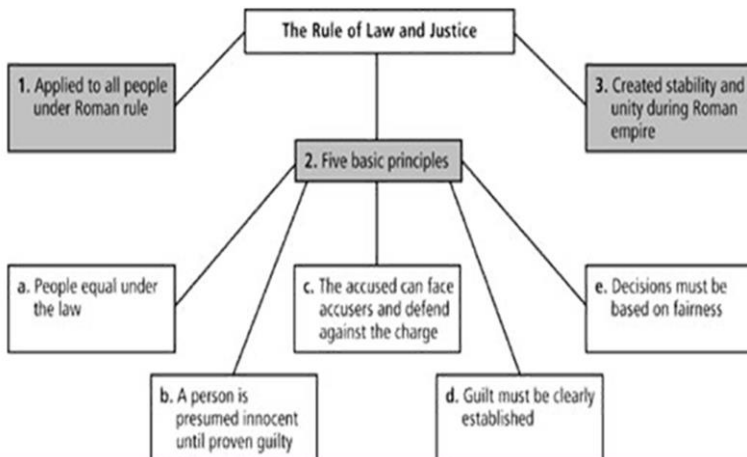 The Rule of Law and Justice
1. Applied to all people
under Roman rule
3. Created stability and
unity during Roman
empire
2. Five basic principles
a. People equal under
the law
c. The accused can face
accusers and defend
against the charge
e. Decisions must be
based on fairness
b. A person is
presumed innocent
until proven guilty
d. Guilt must be clearly
established